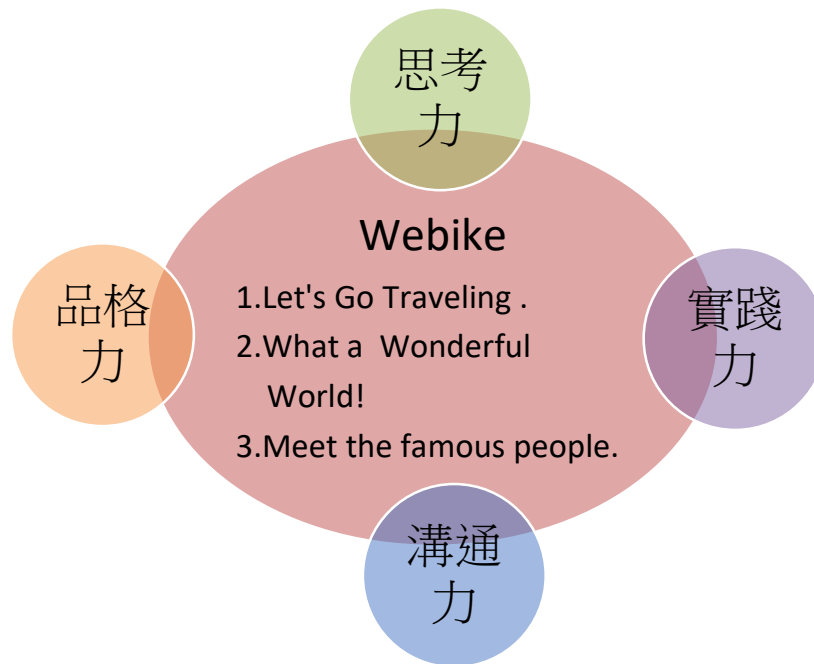 思考
力
Webike
1.Let's Go Traveling .
2.What a  Wonderful
World!
3.Meet the famous people.
品格
力
實踐
力
溝通
力